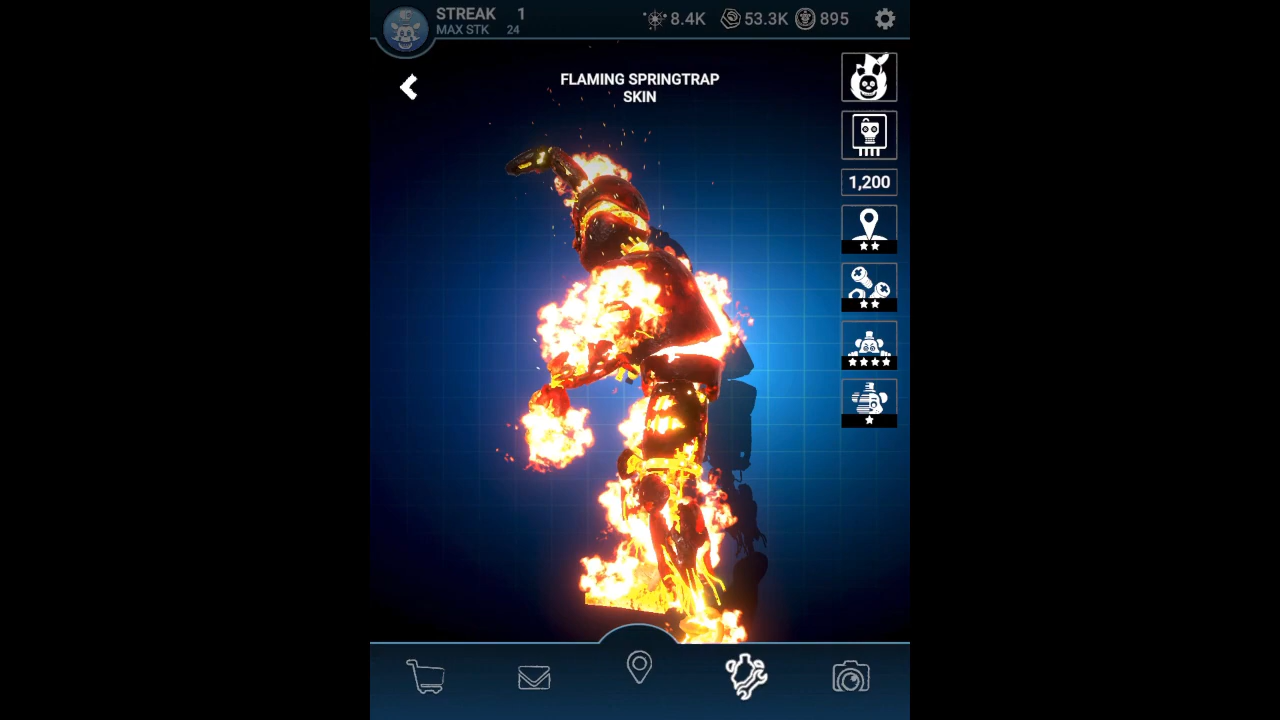 STREAK 1
MAX STK 24
8.4K 53.3K 895
FLAMING SPRINGTRAP
SKIN
1,200